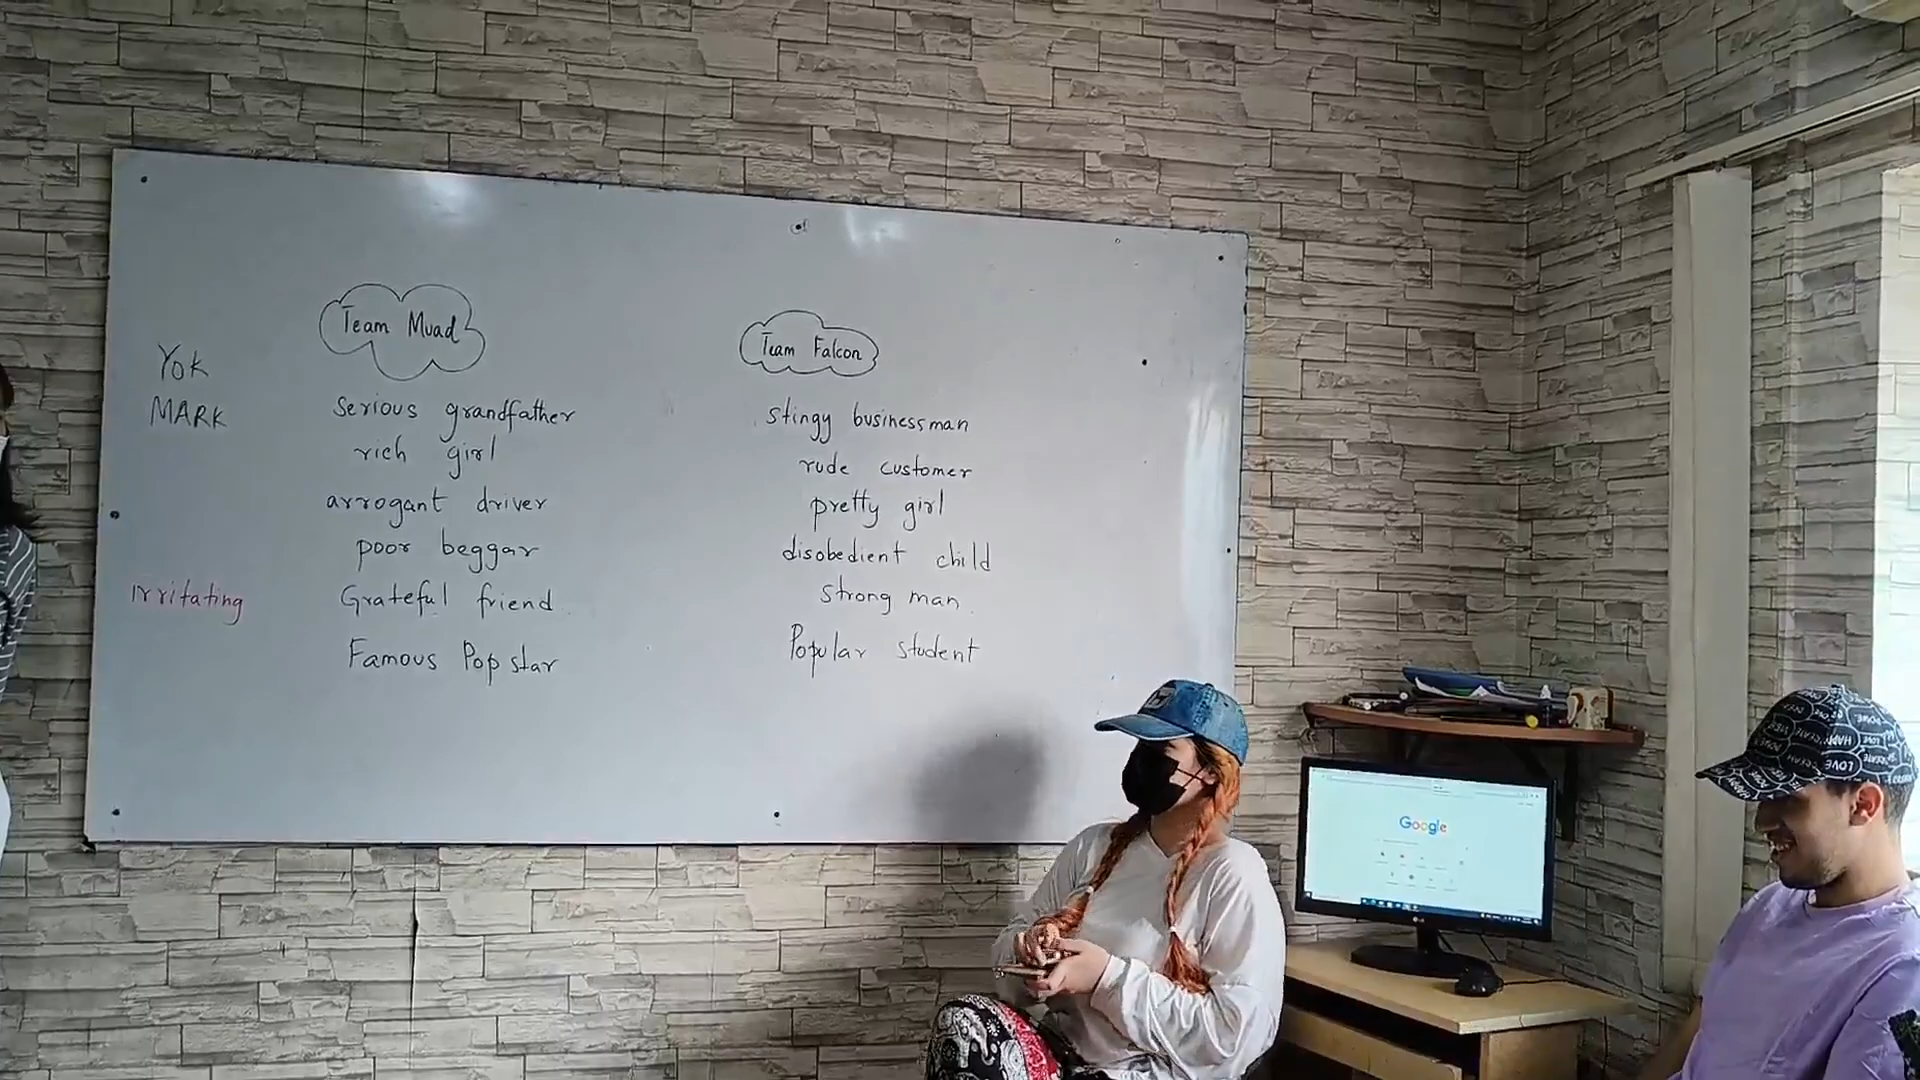 Team Muad
Team Falcon
YOK
MARK
Serious grandfather
rich girl
arrogant driver
poor beggar
Grateful friend
Famous Pop star
irritating
stingy businessman
rude customer
pretty girl
disobedient child
strong man
Popular student
Google
LG